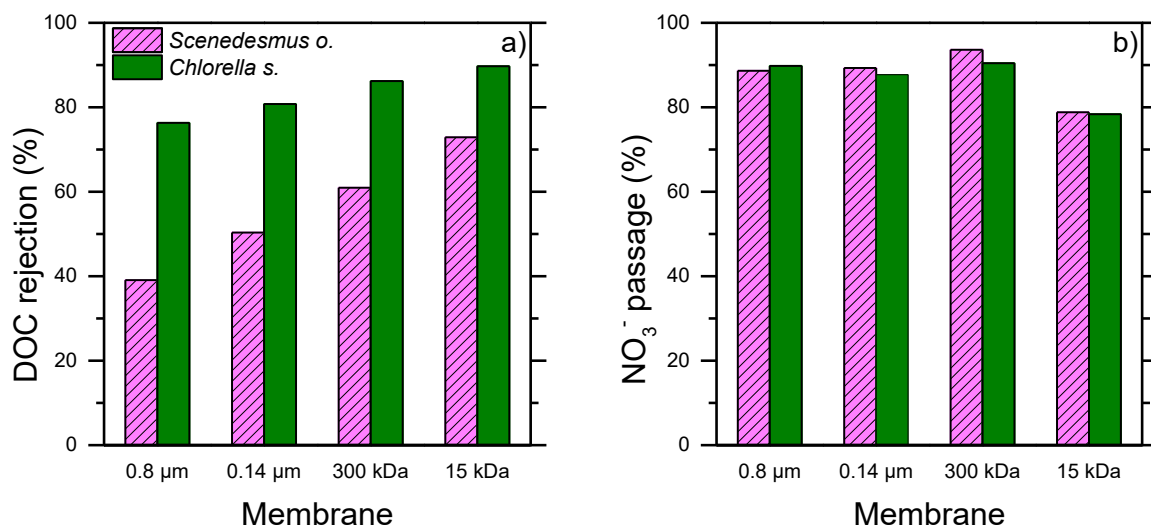 a)
Scenedesmus o.
Chlorella s.
DOC rejection (%)
100
80
60
40
20
0
0.8 µm 0.14 µm 300 kDa 15 kDa
Membrane
b)
NO3- passage (%)
100
80
60
40
20
0
0.8 µm 0.14 µm 300 kDa 15 kDa
Membrane